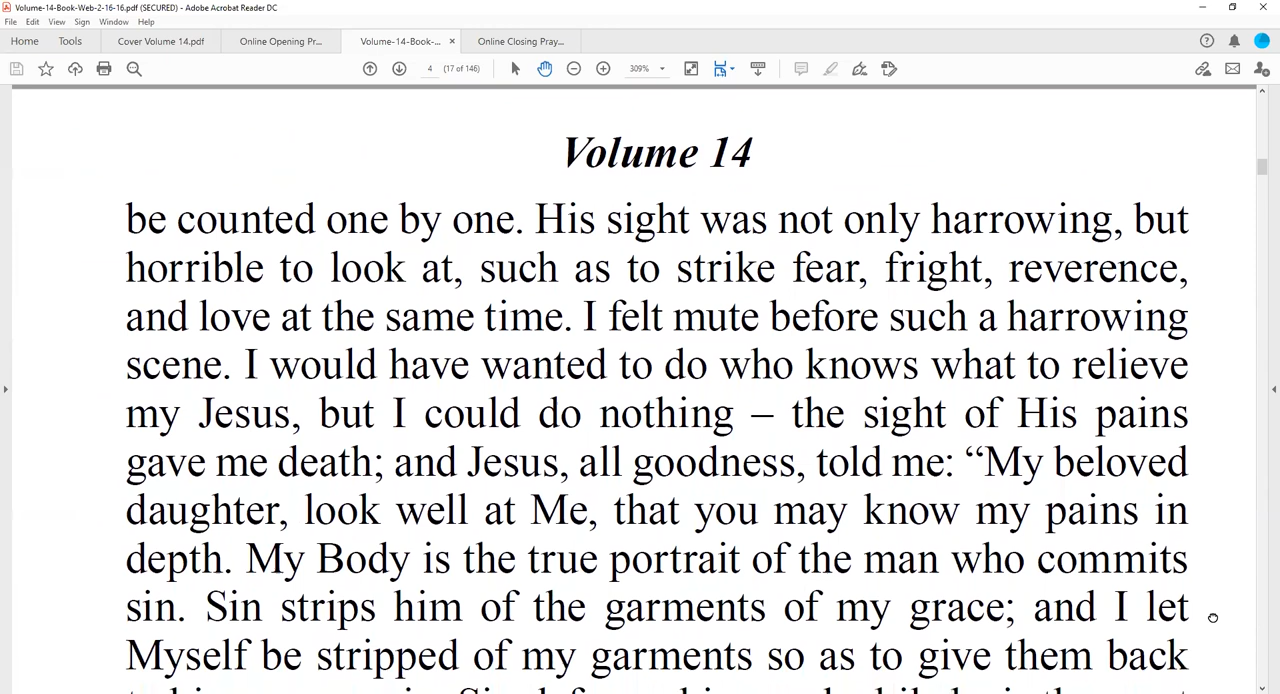 Volume-14-Book-Web-2-16-16.pdf (SECURED) - Adobe Acrobat Reader DC
File Edit View Sign Window Help
Home Tools Cover Volume 14.pdf Online Opening Pr... Volume-14-Book-... × Online Closing Pray...
4 (17 of 146) 309%
Volume 14
be counted one by one. His sight was not only harrowing, but
horrible to look at, such as to strike fear, fright, reverence,
and love at the same time. I felt mute before such a harrowing
scene. I would have wanted to do who knows what to relieve
my Jesus, but I could do nothing – the sight of His pains
gave me death; and Jesus, all goodness, told me: “My beloved
daughter, look well at Me, that you may know my pains in
depth. My Body is the true portrait of the man who commits
sin. Sin strips him of the garments of my grace; and I let
Myself be stripped of my garments so as to give them back